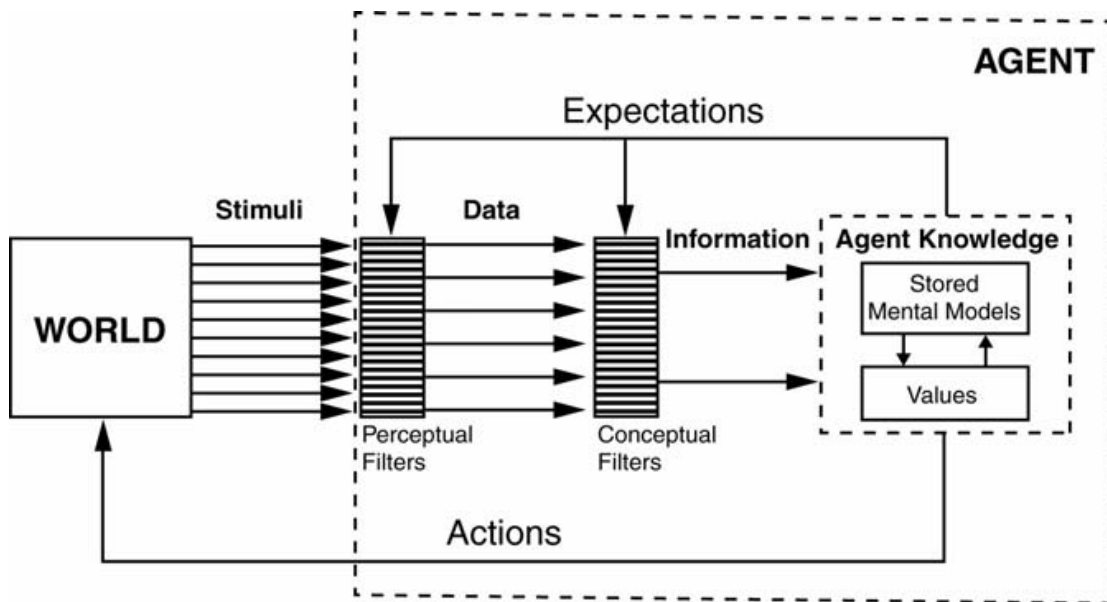 AGENT
Expectations
Stimuli
Data
Information
Agent Knowledge
Stored
Mental Models
Values
WORLD
Perceptual
Filters
Conceptual
Filters
Actions